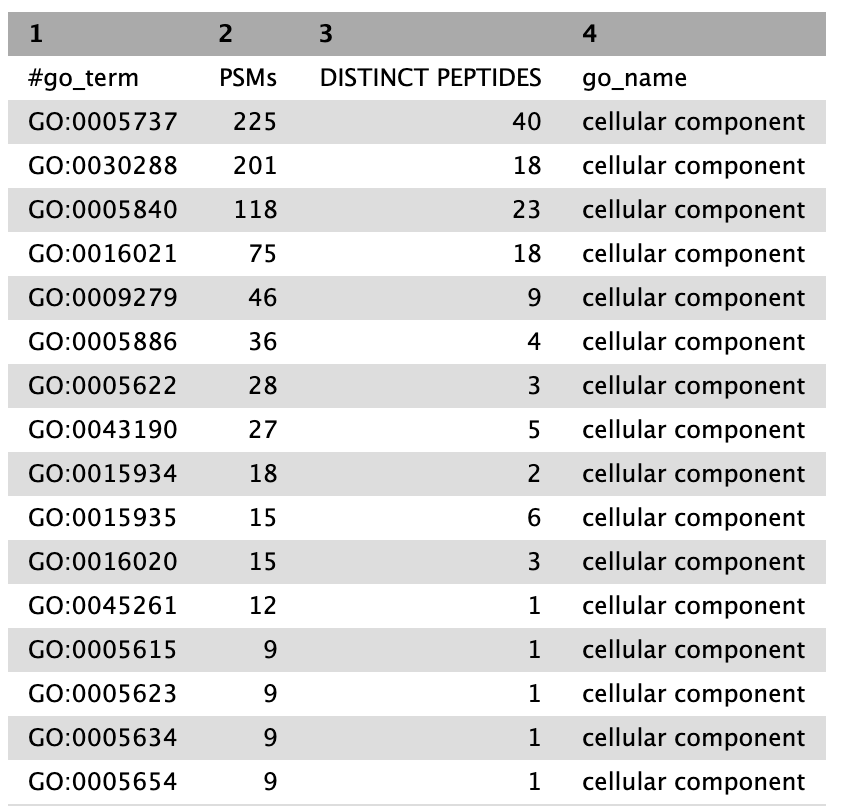 1 2 3 4
#go_term PSMs DISTINCT PEPTIDES go_name
GO:0005737 225 40 cellular component
GO:0030288 201 18 cellular component
GO:0005840 118 23 cellular component
GO:0016021 75 18 cellular component
GO:0009279 46 9 cellular component
GO:0005886 36 4 cellular component
GO:0005622 28 3 cellular component
GO:0043190 27 5 cellular component
GO:0015934 18 2 cellular component
GO:0015935 15 6 cellular component
GO:0016020 15 3 cellular component
GO:0045261 12 1 cellular component
GO:0005615 9 1 cellular component
GO:0005623 9 1 cellular component
GO:0005634 9 1 cellular component
GO:0005654 9 1 cellular component